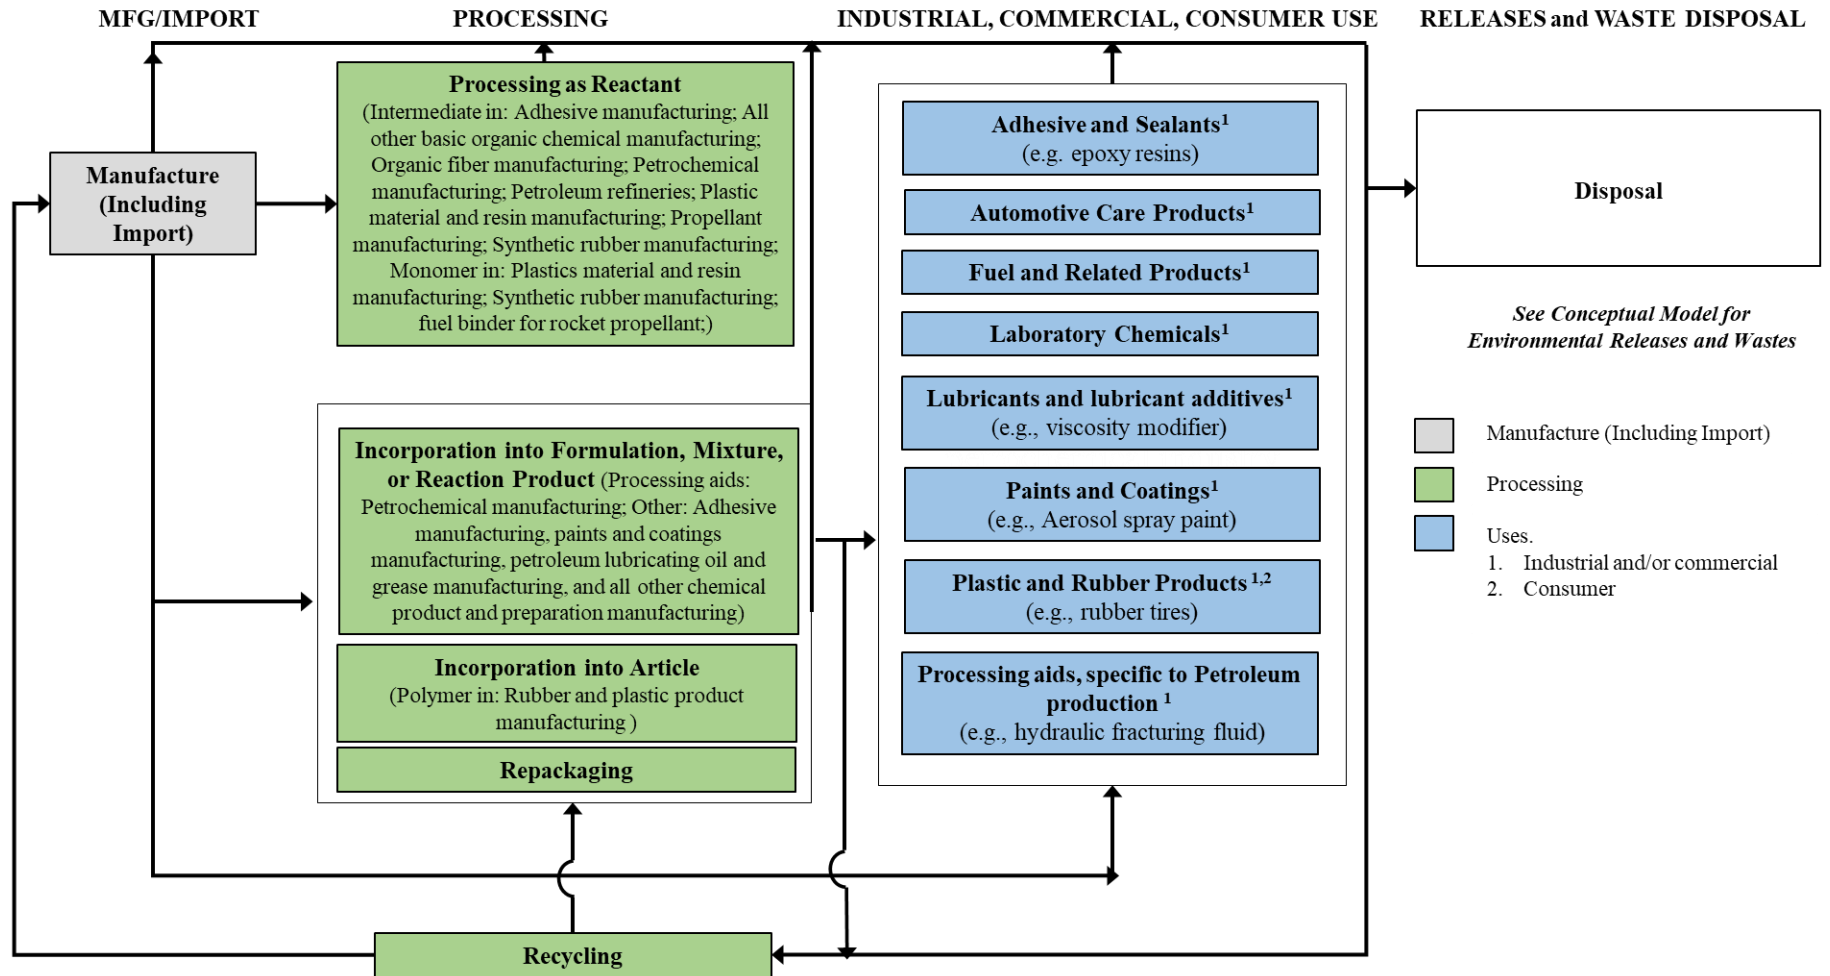 MFG/IMPORT
PROCESSING
INDUSTRIAL, COMMERCIAL, CONSUMER USE
RELEASES and WASTE DISPOSAL
Manufacture
(Including
Import)
Processing as Reactant
(Intermediate in: Adhesive manufacturing; All
other basic organic chemical manufacturing;
Organic fiber manufacturing; Petrochemical
manufacturing; Petroleum refineries; Plastic
material and resin manufacturing; Propellant
manufacturing; Synthetic rubber manufacturing;
Monomer in: Plastics material and resin
manufacturing; Synthetic rubber manufacturing;
fuel binder for rocket propellant;)
Incorporation into Formulation, Mixture,
or Reaction Product (Processing aids:
Petrochemical manufacturing; Other: Adhesive
manufacturing, paints and coatings
manufacturing, petroleum lubricating oil and
grease manufacturing, and all other chemical
product and preparation manufacturing)
Incorporation into Article
(Polymer in: Rubber and plastic product
manufacturing )
Repackaging
Recycling
Adhesive and Sealants¹
(e.g. epoxy resins)
Automotive Care Products¹
Fuel and Related Products¹
Laboratory Chemicals¹
Lubricants and lubricant additives¹
(e.g., viscosity modifier)
Paints and Coatings¹
(e.g., Aerosol spray paint)
Plastic and Rubber Products ¹,²
(e.g., rubber tires)
Processing aids, specific to Petroleum
production ¹
(e.g., hydraulic fracturing fluid)
Disposal
See Conceptual Model for
Environmental Releases and Wastes
Manufacture (Including Import)
Processing
Uses.
1. Industrial and/or commercial
2. Consumer